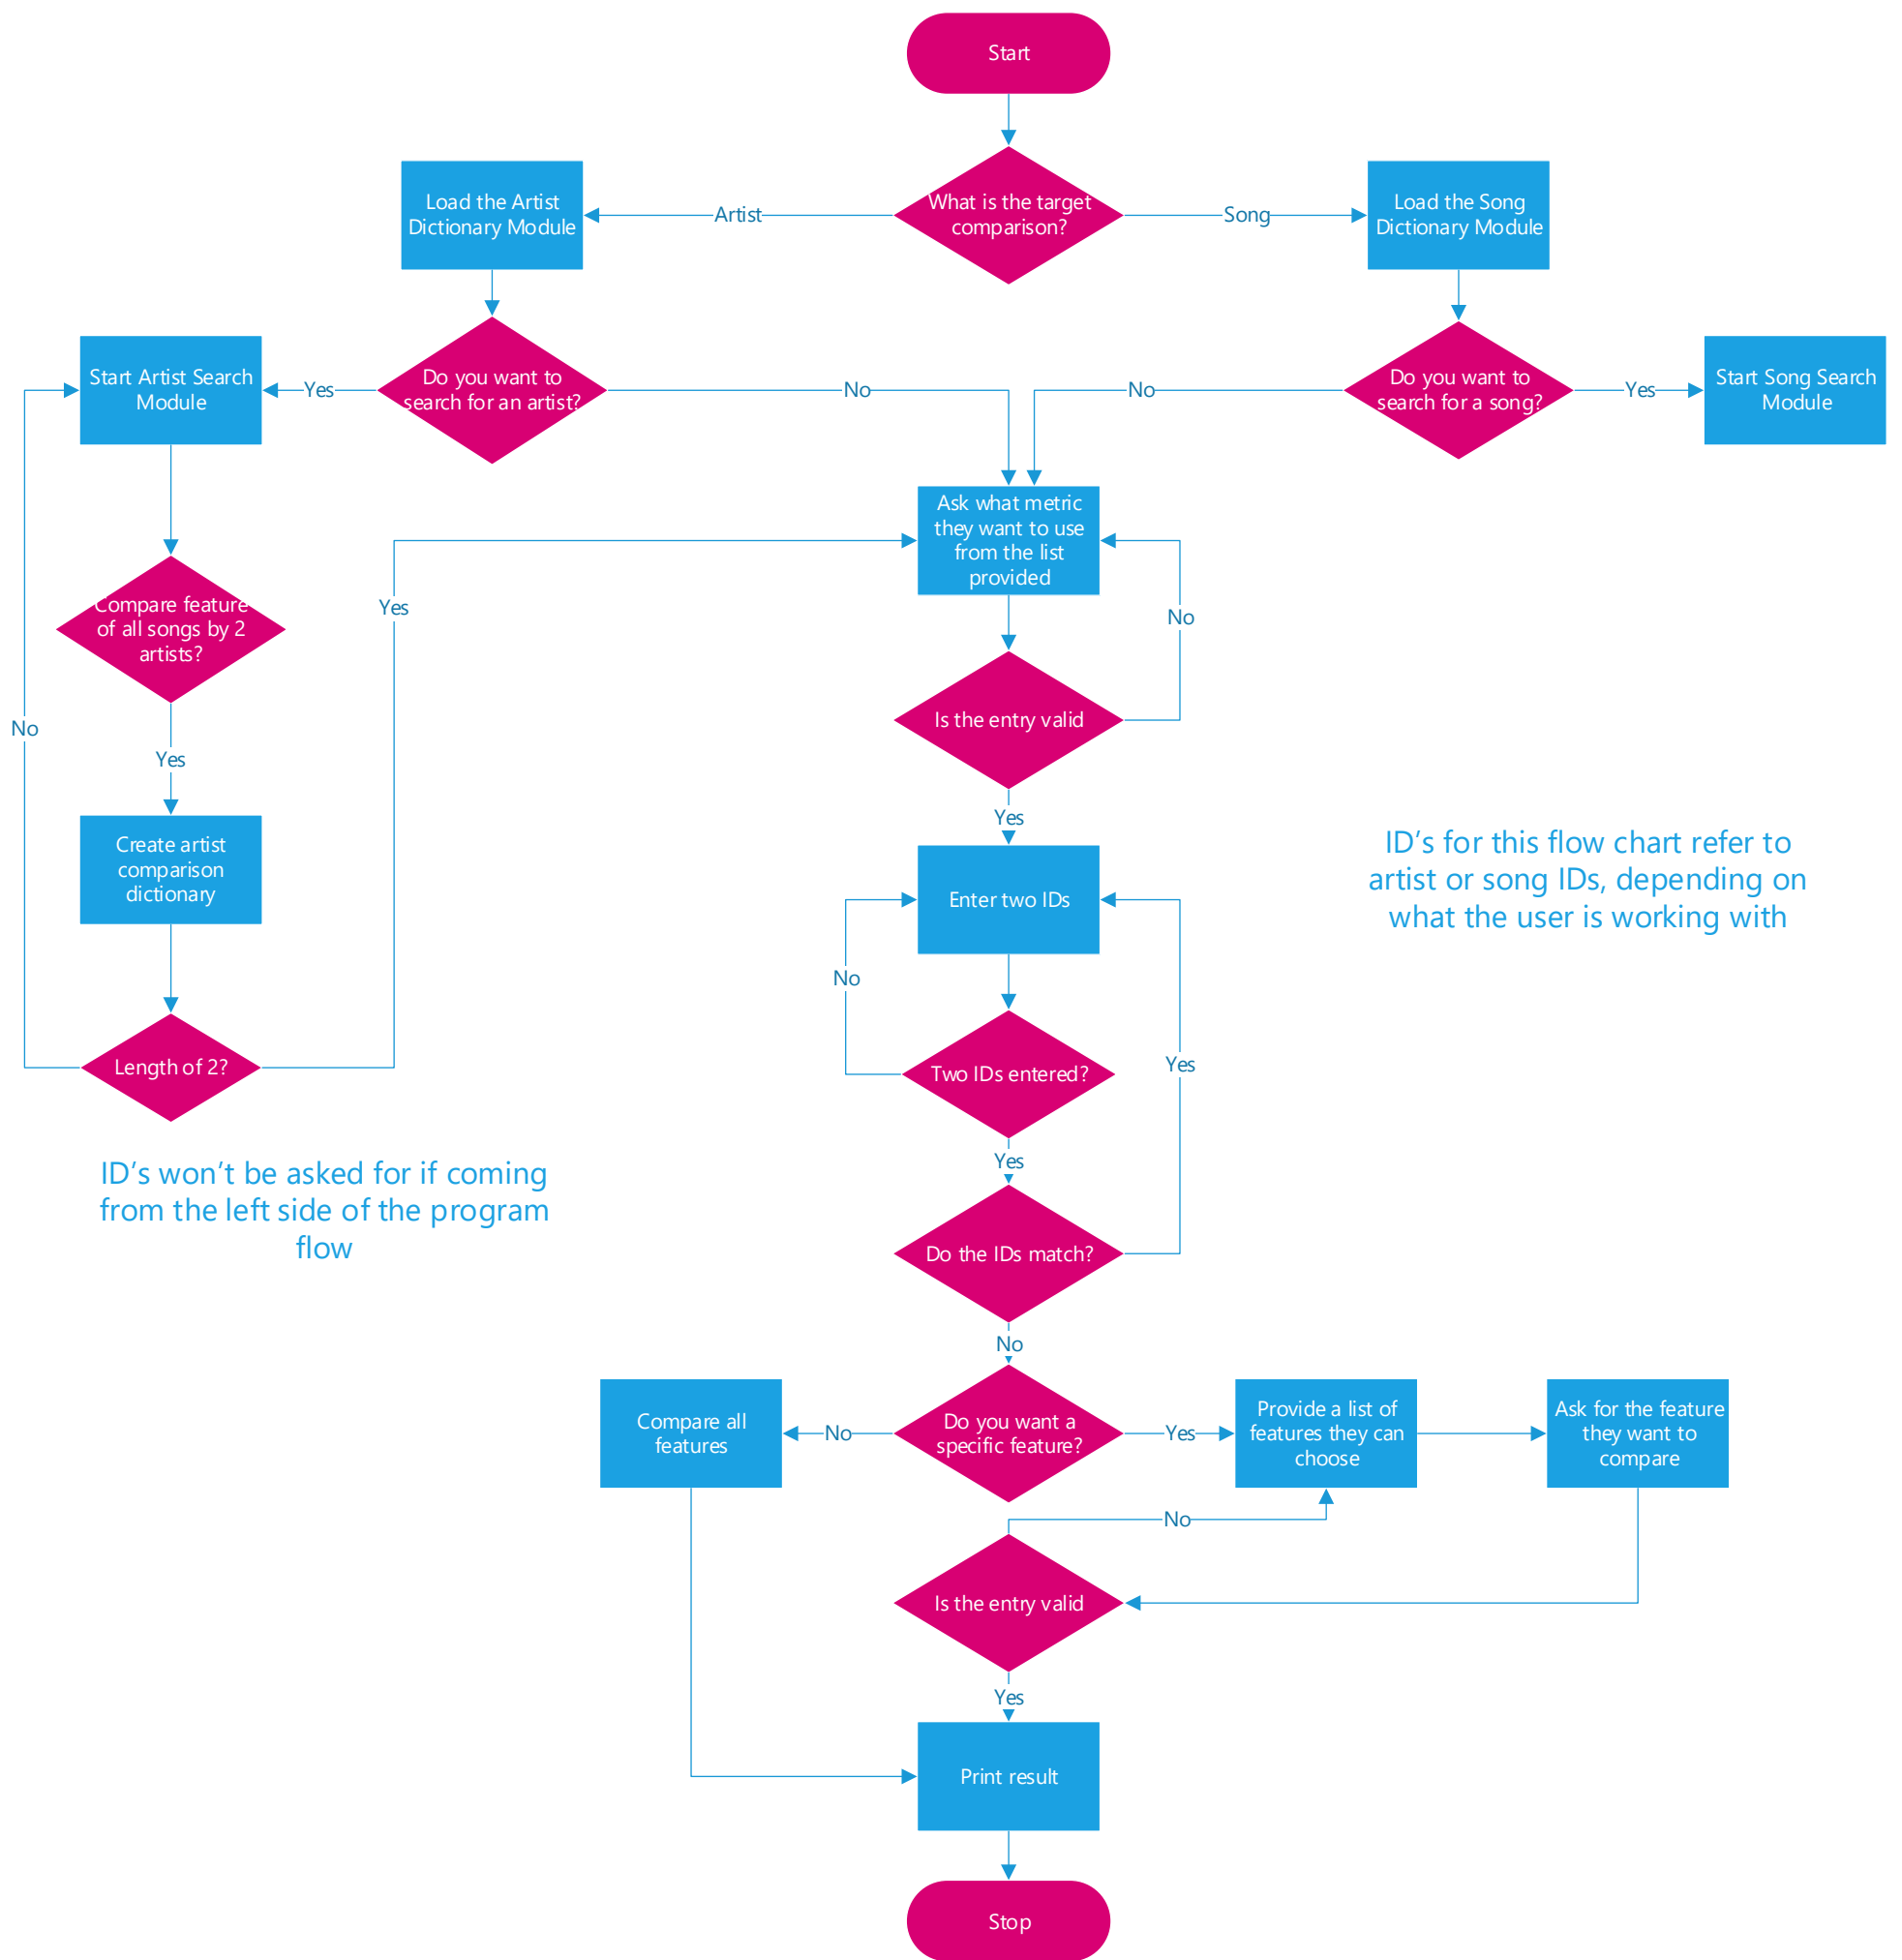 Start
What is the target
comparison?
Artist
Song
Load the Artist
Dictionary Module
Load the Song
Dictionary Module
Start Artist Search
Module
Yes
Do you want to
search for an artist?
No
No
Do you want to
search for a song?
Yes
Start Song Search
Module
Ask what metric
they want to use
from the list
provided
Compare feature
of all songs by 2
artists?
Yes
No
Is the entry valid
No
Yes
Yes
Create artist
comparison
dictionary
Enter two IDs
ID’s for this flow chart refer to
artist or song IDs, depending on
what the user is working with
No
Length of 2?
Two IDs entered?
Yes
Yes
ID’s won’t be asked for if coming
from the left side of the program
flow
Do the IDs match?
No
Compare all
features
No
Do you want a
specific feature?
Yes
Provide a list of
features they can
choose
Ask for the feature
they want to
compare
No
Is the entry valid
Yes
Print result
Stop